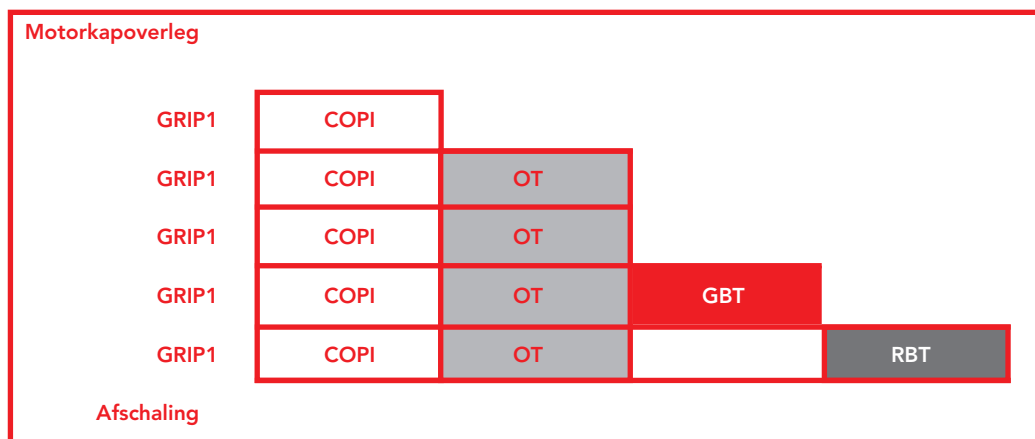 Motorkapoverleg
GRIP1 COPI
GRIP1 COPI OT
GRIP1 COPI OT
GRIP1 COPI OT GBT
GRIP1 COPI OT RBT
Afschaling